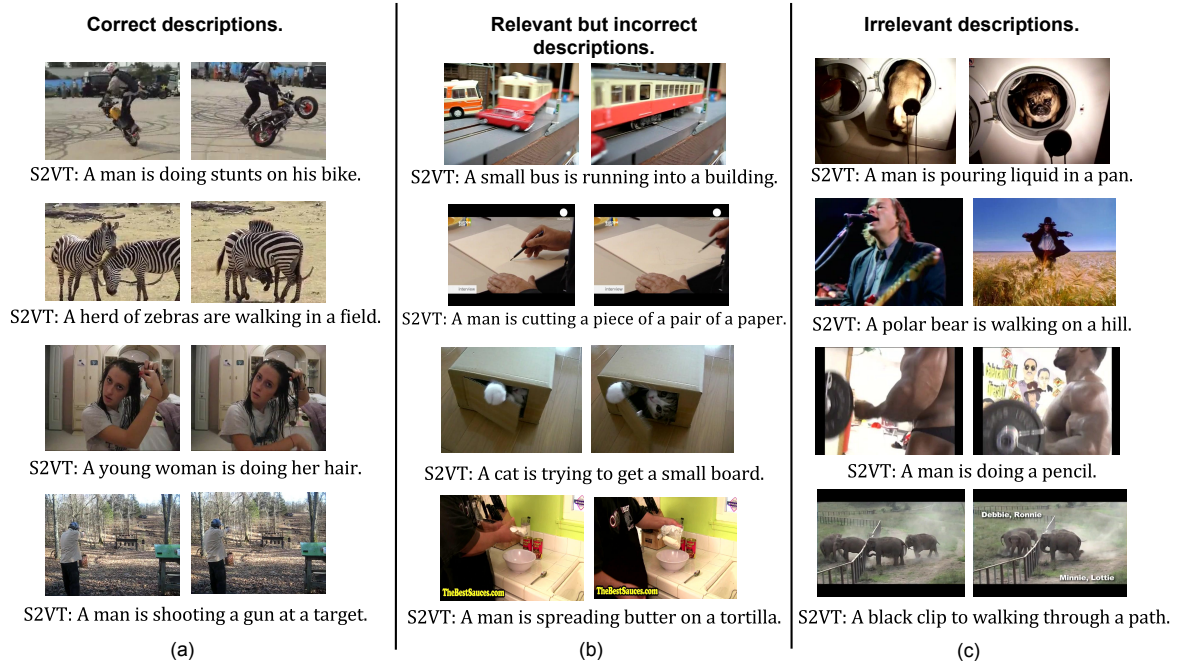 Correct descriptions.
S2VT: A man is doing stunts on his bike.
S2VT: A herd of zebras are walking in a field.
S2VT: A young woman is doing her hair.
S2VT: A man is shooting a gun at a target.
(a)
Relevant but incorrect
descriptions.
S2VT: A small bus is running into a building.
interview
S2VT: A man is cutting a piece of a pair of a paper.
S2VT: A cat is trying to get a small board.
TheBestSauces.com
TheBestSauces.com
S2VT: A man is spreading butter on a tortilla.
(b)
Irrelevant descriptions.
S2VT: A man is pouring liquid in a pan.
S2VT: A polar bear is walking on a hill.
S2VT: A man is doing a pencil.
Debbie, Ronnie
Minnie, Lottie
S2VT: A black clip to walking through a path.
(c)